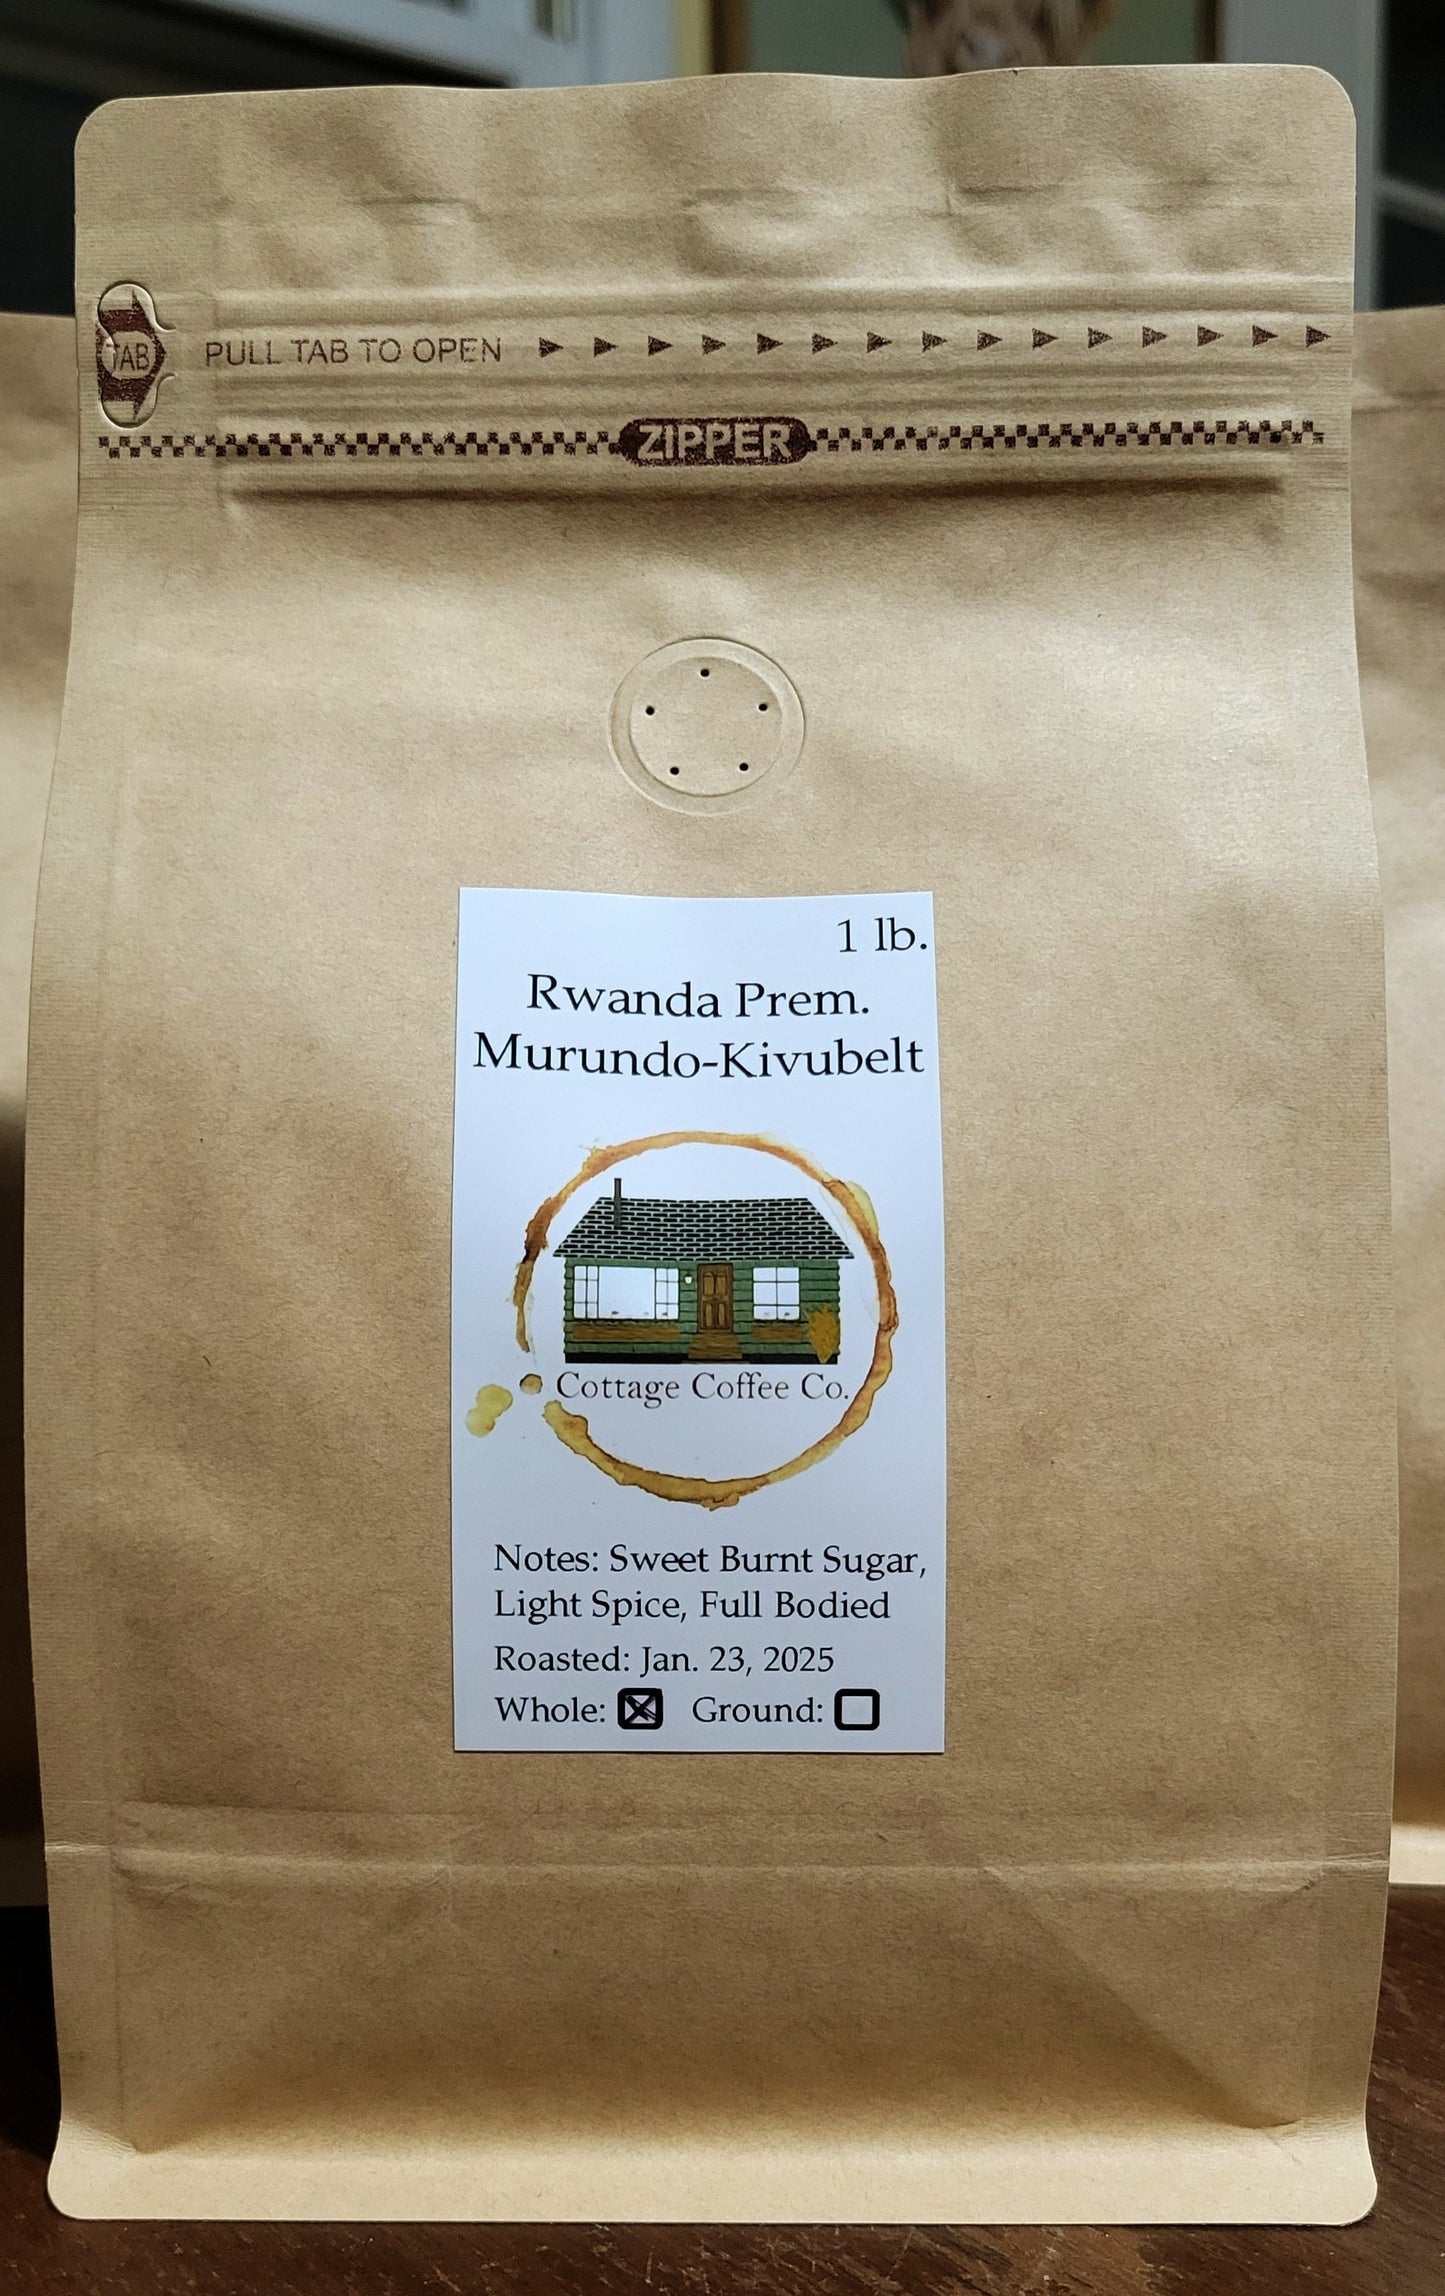 TAB
PULL TAB TO OPEN
ZIPPER
1 lb.
Rwanda Prem.
Murundo-Kivubelt
Cottage Coffee Co.
Notes: Sweet Burnt Sugar,
Light Spice, Full Bodied
Roasted: Jan. 23, 2025
Whole: ☒ Ground: ☐